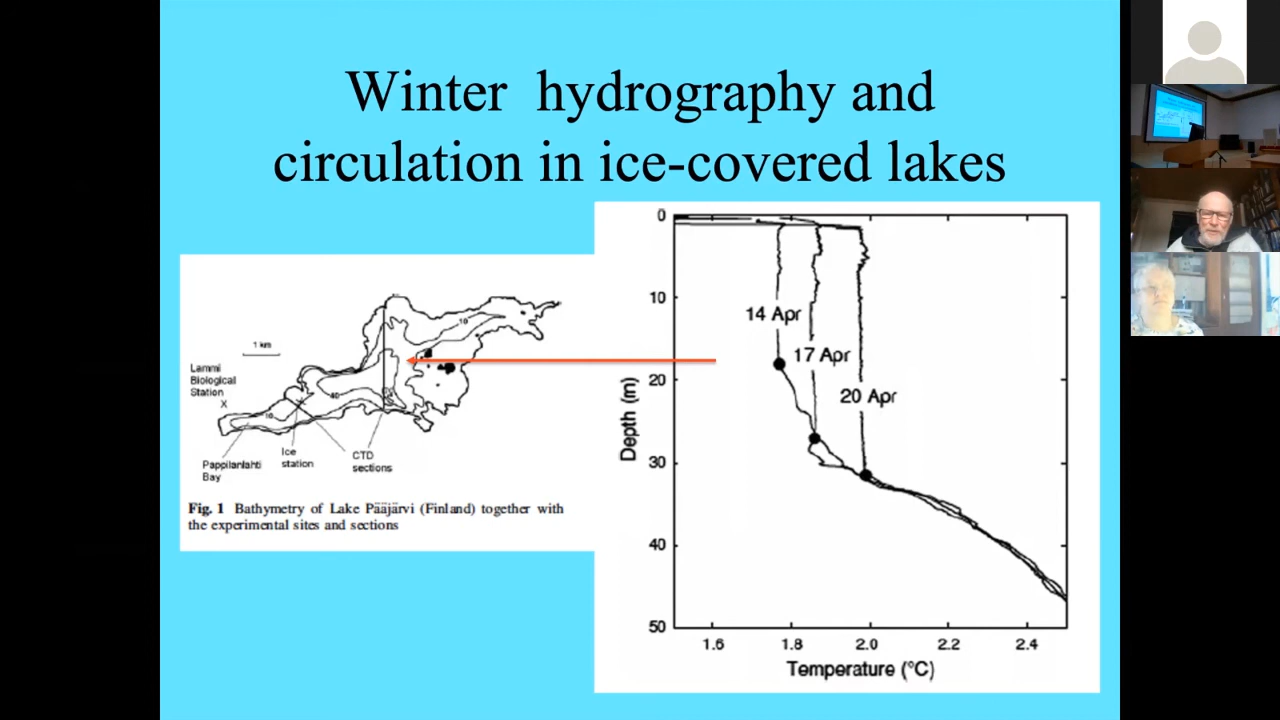 Winter hydrography and
circulation in ice-covered lakes
1 km
Lammi
Biological
Station
X
10
40
10
Pappilanlahti
Bay
Ice
station
CTD
sections
Fig. 1 Bathymetry of Lake Pääjärvi (Finland) together with
the experimental sites and sections
0
10
20
30
40
50
Depth (m)
14 Apr
17 Apr
20 Apr
1.6
1.8
2.0
2.2
2.4
Temperature (°C)